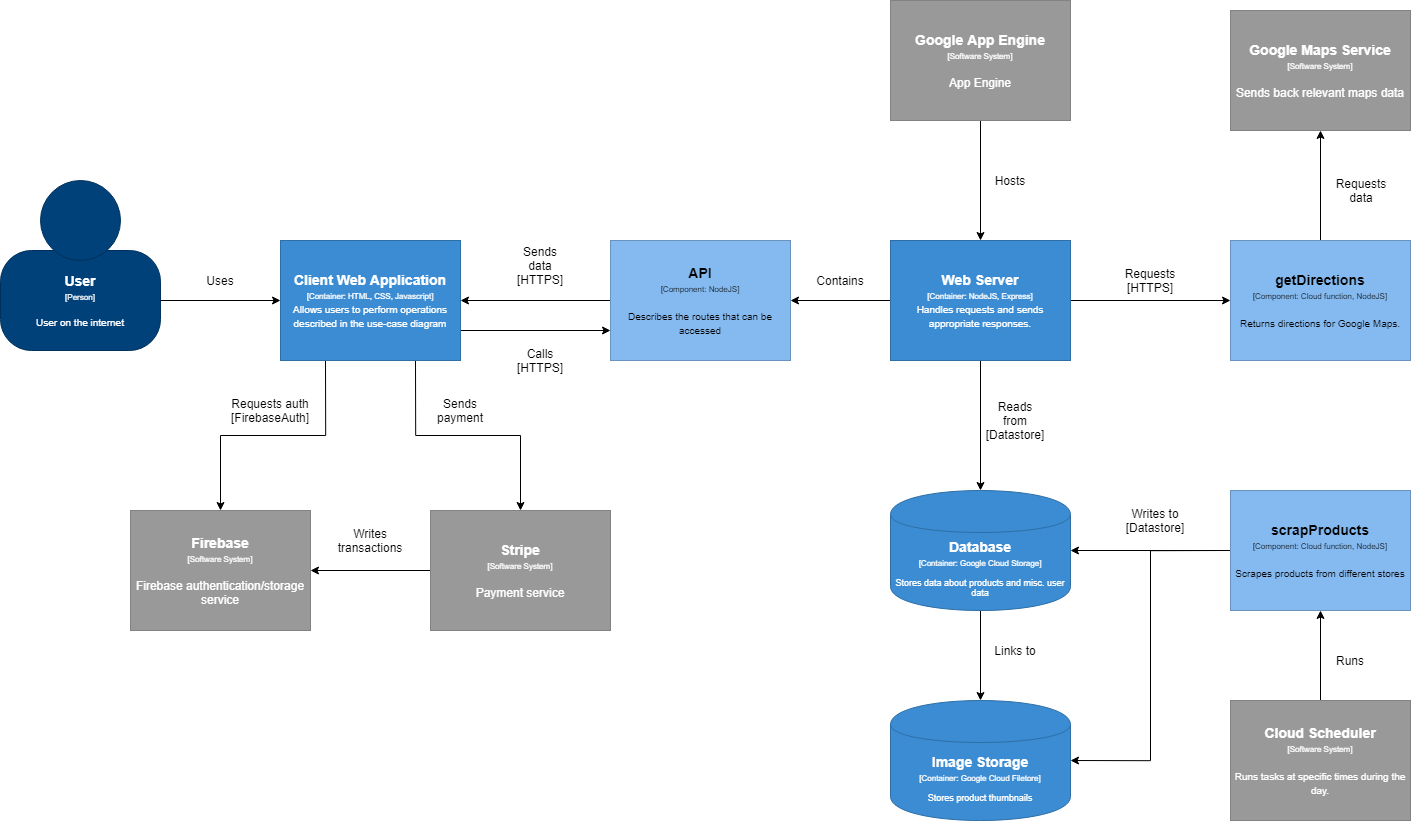 Google App Engine
[Software System]
App Engine
Google Maps Service
[Software System]
Sends back relevant maps data
Hosts
Requests
data
User
[Person]
User on the internet
Uses
Client Web Application
[Container: HTML, CSS, Javascript]
Allows users to perform operations
described in the use-case diagram
Sends
data
[HTTPS]
Calls
[HTTPS]
API
[Component: NodeJS]
Describes the routes that can be
accessed
Contains
Web Server
[Container: NodeJS, Express]
Handles requests and sends
appropriate responses.
Requests
[HTTPS]
getDirections
[Component: Cloud function, NodeJS]
Returns directions for Google Maps.
Requests auth
[FirebaseAuth]
Sends
payment
Reads
from
[Datastore]
Firebase
[Software System]
Firebase authentication/storage
service
Writes
transactions
Stripe
[Software System]
Payment service
Database
[Container: Google Cloud Storage]
Stores data about products and misc. user
data
Writes to
[Datastore]
scrapProducts
[Component: Cloud function, NodeJS]
Scrapes products from different stores
Links to
Runs
Image Storage
[Container: Google Cloud Filetore]
Stores product thumbnails
Cloud Scheduler
[Software System]
Runs tasks at specific times during the
day.